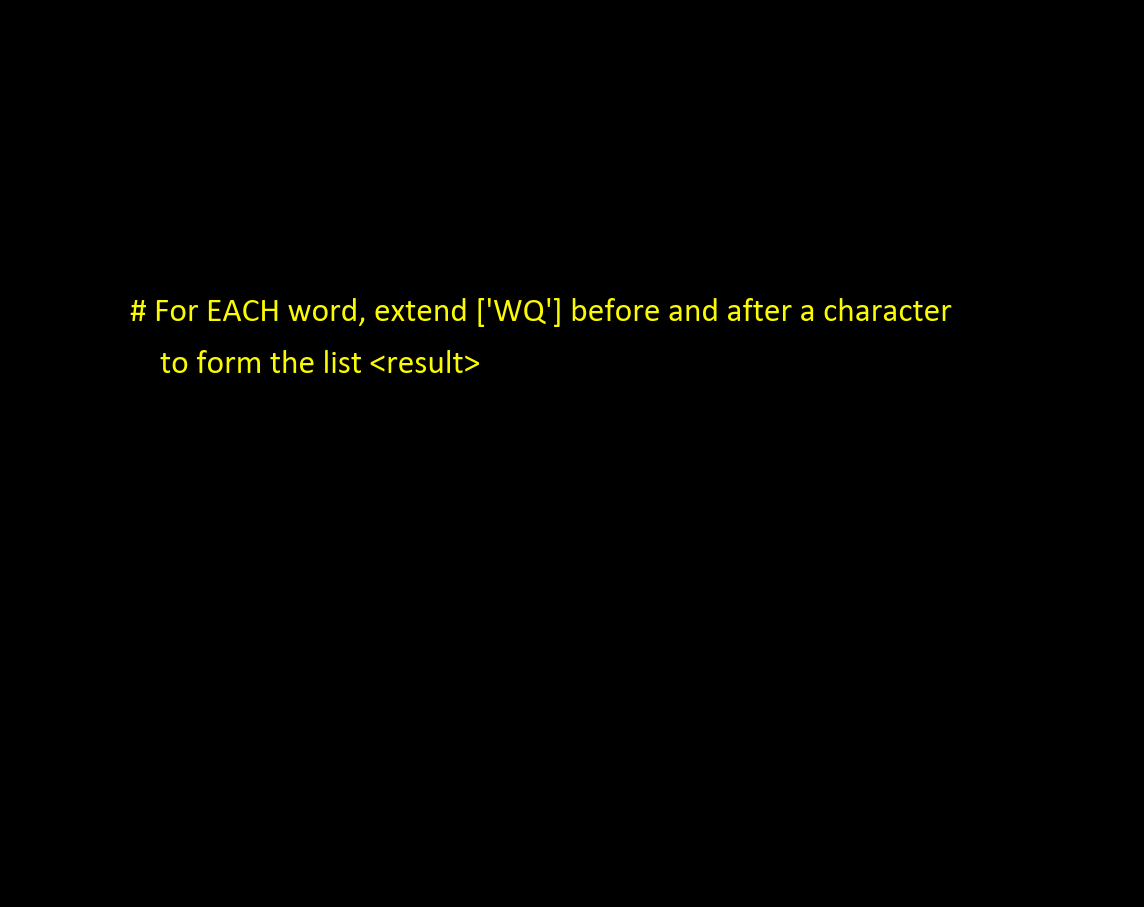 # For EACH word, extend ['WQ'] before and after a character
to form the list <result>